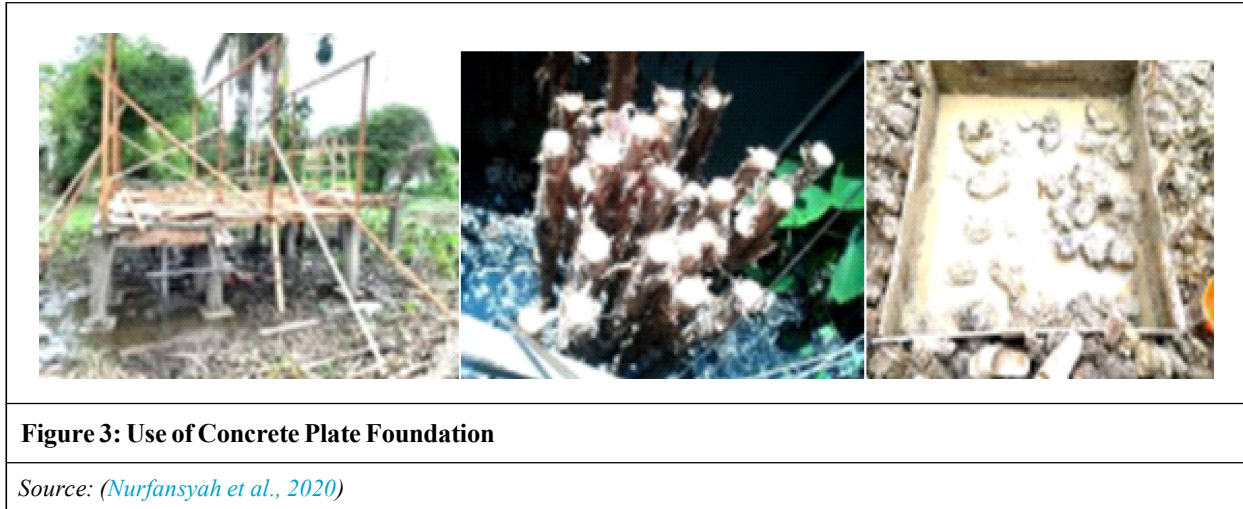 Figure 3: Use of Concrete Plate Foundation
Source: (Nurfansyah et al., 2020)